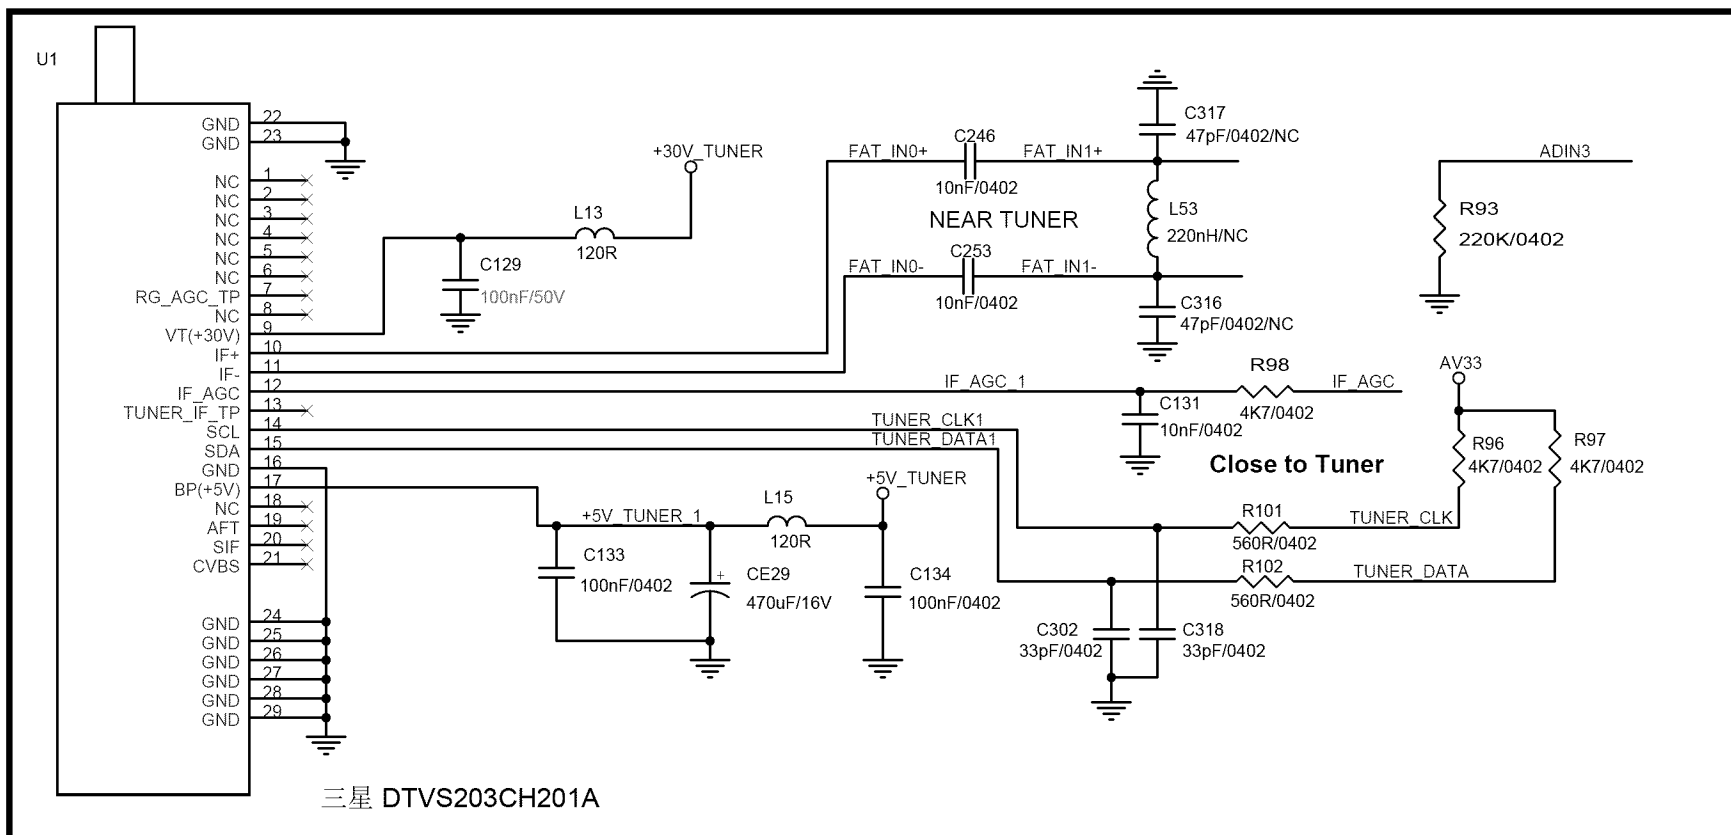 U1
GND 22
GND 23
NC 1
NC 2
NC 3
NC 4
NC 5
NC 6
RG_AGC_TP 7
NC 8
VT(+30V) 9
IF+ 10
IF- 11
IF_AGC 12
TUNER_IF_TP 13
SCL 14
SDA 15
GND 16
BP(+5V) 17
NC 18
AFT 19
SIF 20
CVBS 21
GND 24
GND 25
GND 26
GND 27
GND 28
GND 29
三星 DTVS203CH201A
+30V_TUNER
L13
120R
C129
100nF/50V
FAT_IN0+
C246
10nF/0402
FAT_IN1+
NEAR TUNER
FAT_IN0-
C253
10nF/0402
FAT_IN1-
C317
47pF/0402/NC
L53
220nH/NC
C316
47pF/0402/NC
ADIN3
R93
220K/0402
IF_AGC_1
R98
4K7/0402
IF_AGC
C131
10nF/0402
Close to Tuner
AV33
R96
4K7/0402
R97
4K7/0402
TUNER_CLK1
TUNER_DATA1
+5V_TUNER
+5V_TUNER_1
L15
120R
C133
100nF/0402
+
CE29
470uF/16V
C134
100nF/0402
R101
560R/0402
TUNER_CLK
R102
560R/0402
TUNER_DATA
C302
33pF/0402
C318
33pF/0402